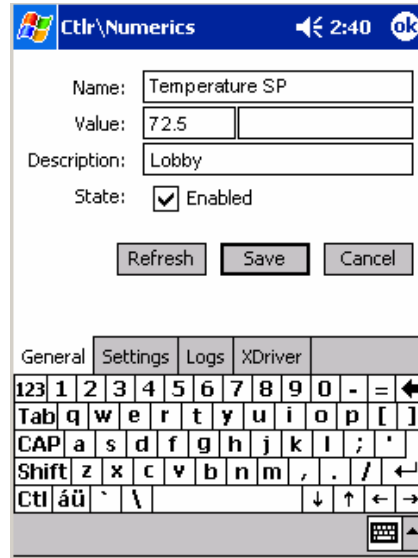 Ctlr\Numerics 2:40 ok
Name: Temperature SP
Value: 72.5
Description: Lobby
State: Enabled
Refresh Save Cancel
General Settings Logs XDriver
123 1 2 3 4 5 6 7 8 9 0 - =
Tab q w e r t y u i o p [ ]
CAP a s d f g h j k l ; '
Shift z x c v b n m , . /
Ctl áü ` \